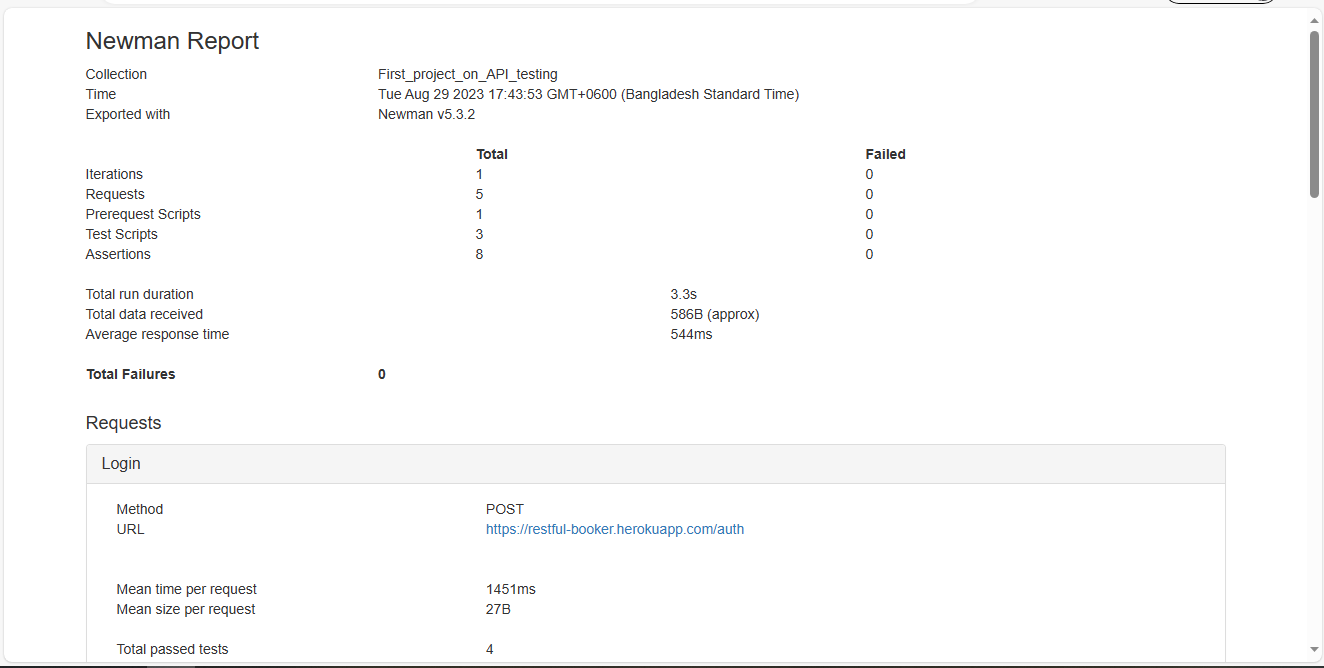 Newman Report
Collection First_project_on_API_testing
Time Tue Aug 29 2023 17:43:53 GMT+0600 (Bangladesh Standard Time)
Exported with Newman v5.3.2
Total Failed
Iterations 1 0
Requests 5 0
Prerequest Scripts 1 0
Test Scripts 3 0
Assertions 8 0
Total run duration 3.3s
Total data received 586B (approx)
Average response time 544ms
Total Failures 0
Requests
Login
Method POST
URL https://restful-booker.herokuapp.com/auth
Mean time per request 1451ms
Mean size per request 27B
Total passed tests 4